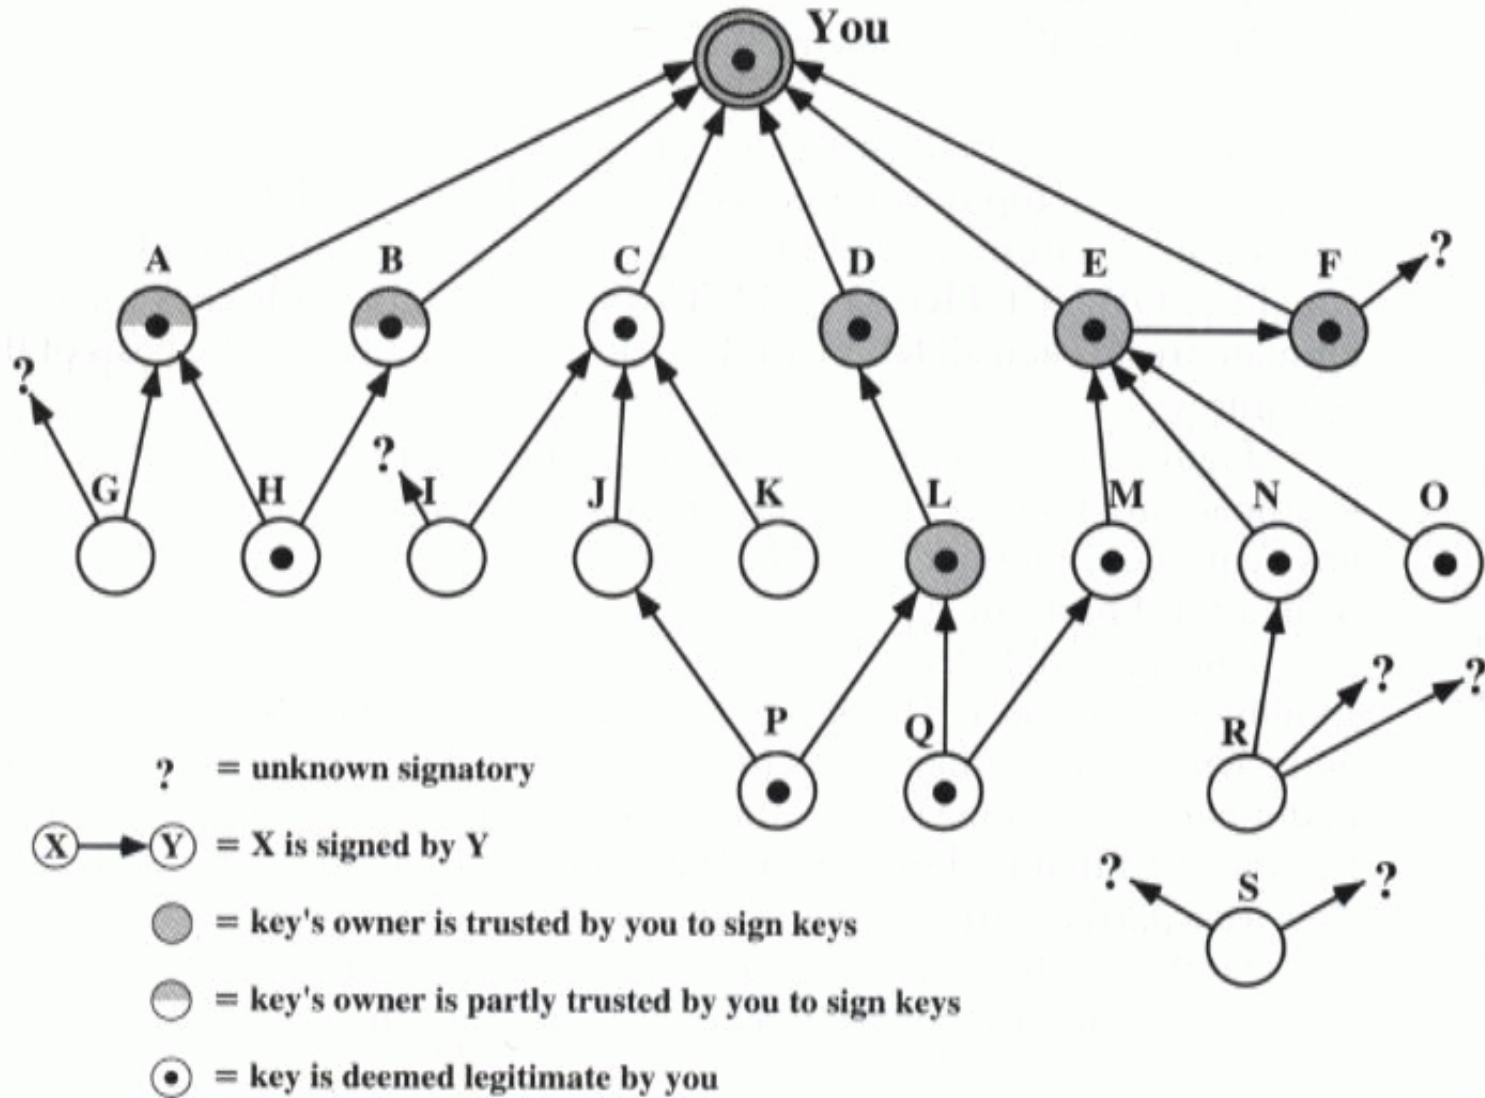 You
A B C D E F ?
?
?
G H I J K L M N O
? ?
P Q R
? = unknown signatory
X Y = X is signed by Y
? S ?
= key's owner is trusted by you to sign keys
= key's owner is partly trusted by you to sign keys
= key is deemed legitimate by you